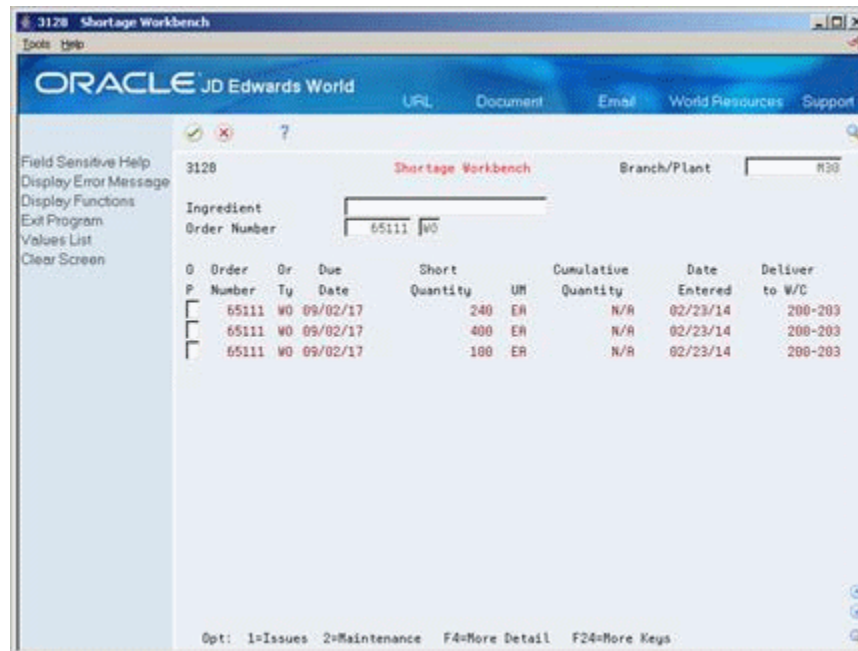 3128 Shortage Workbench
Tools Help
ORACLE JD Edwards World
URL Document Email World Resources Support
?
Field Sensitive Help
Display Error Message
Display Functions
Exit Program
Values List
Clear Screen
3128 Shortage Workbench Branch/Plant M30
Ingredient
Order Number 65111 WO
O Order Or Due Short Cumulative Date Deliver
P Number Ty Date Quantity UM Quantity Entered to W/C
65111 WO 09/02/17 240 EA N/A 02/23/14 200-203
65111 WO 09/02/17 400 EA N/A 02/23/14 200-203
65111 WO 09/02/17 100 EA N/A 02/23/14 200-203
Opt: 1=Issues 2=Maintenance F4=More Detail F24=More Keys